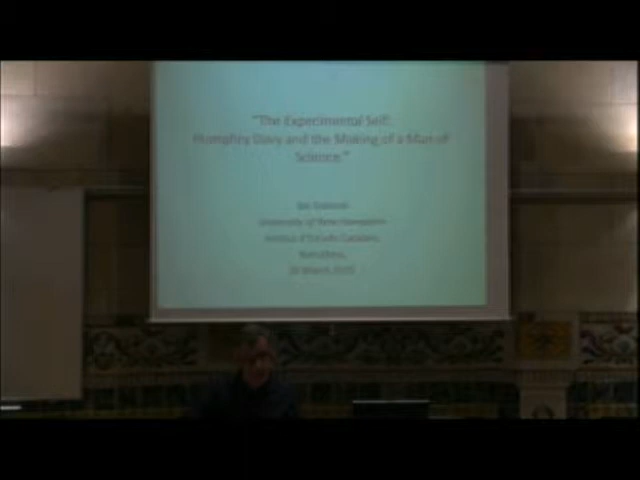 "The Experimental Self:
Humphry Davy and the Making of a Man of
Science."
University of New Hampshire
Institut d'Estudis Catalans,
Barcelona,
March